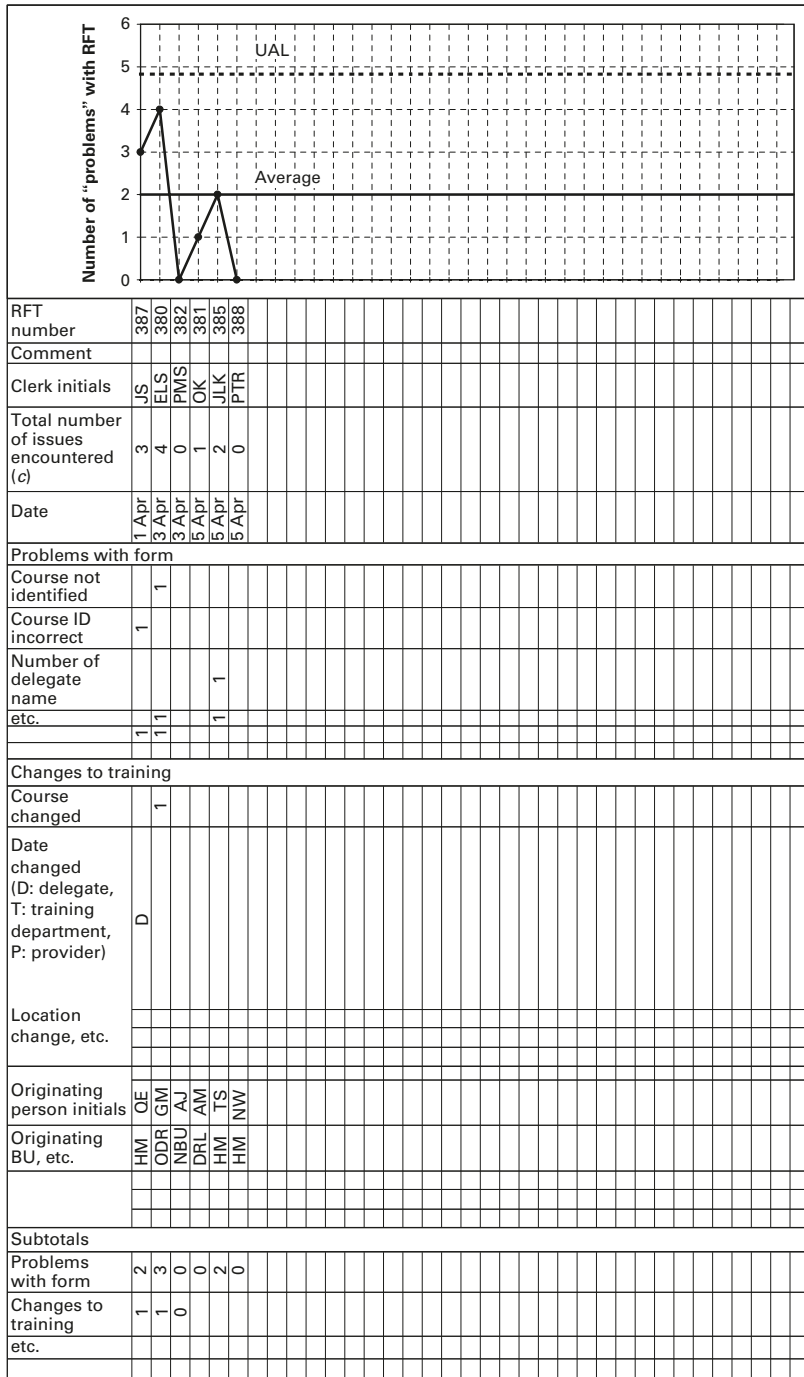 Number of “problems” with RFT
6
5
4
3
2
1
0
UAL
Average
RFT
number
387 380 382 381 385 388
Comment
Clerk initials
JS ELS PMS OK JLK PTR
Total number
of issues
encountered
(c)
3 4 0 1 2 0
Date
1 Apr 3 Apr 3 Apr 5 Apr 5 Apr 5 Apr
Problems with form
Course not
identified
1
Course ID
incorrect
1
Number of
delegate
name
1
etc.
1 1
1 1
Changes to training
Course
changed
1
Date
changed
(D: delegate,
T: training
department,
P: provider)
D
Location
change, etc.
Originating
person initials
QE GM AJ AM TS NW
Originating
BU, etc.
HM ODR NBU DRL HM HM
Subtotals
Problems
with form
2 3 0 0 2 0
Changes to
training
1 1 0
etc.